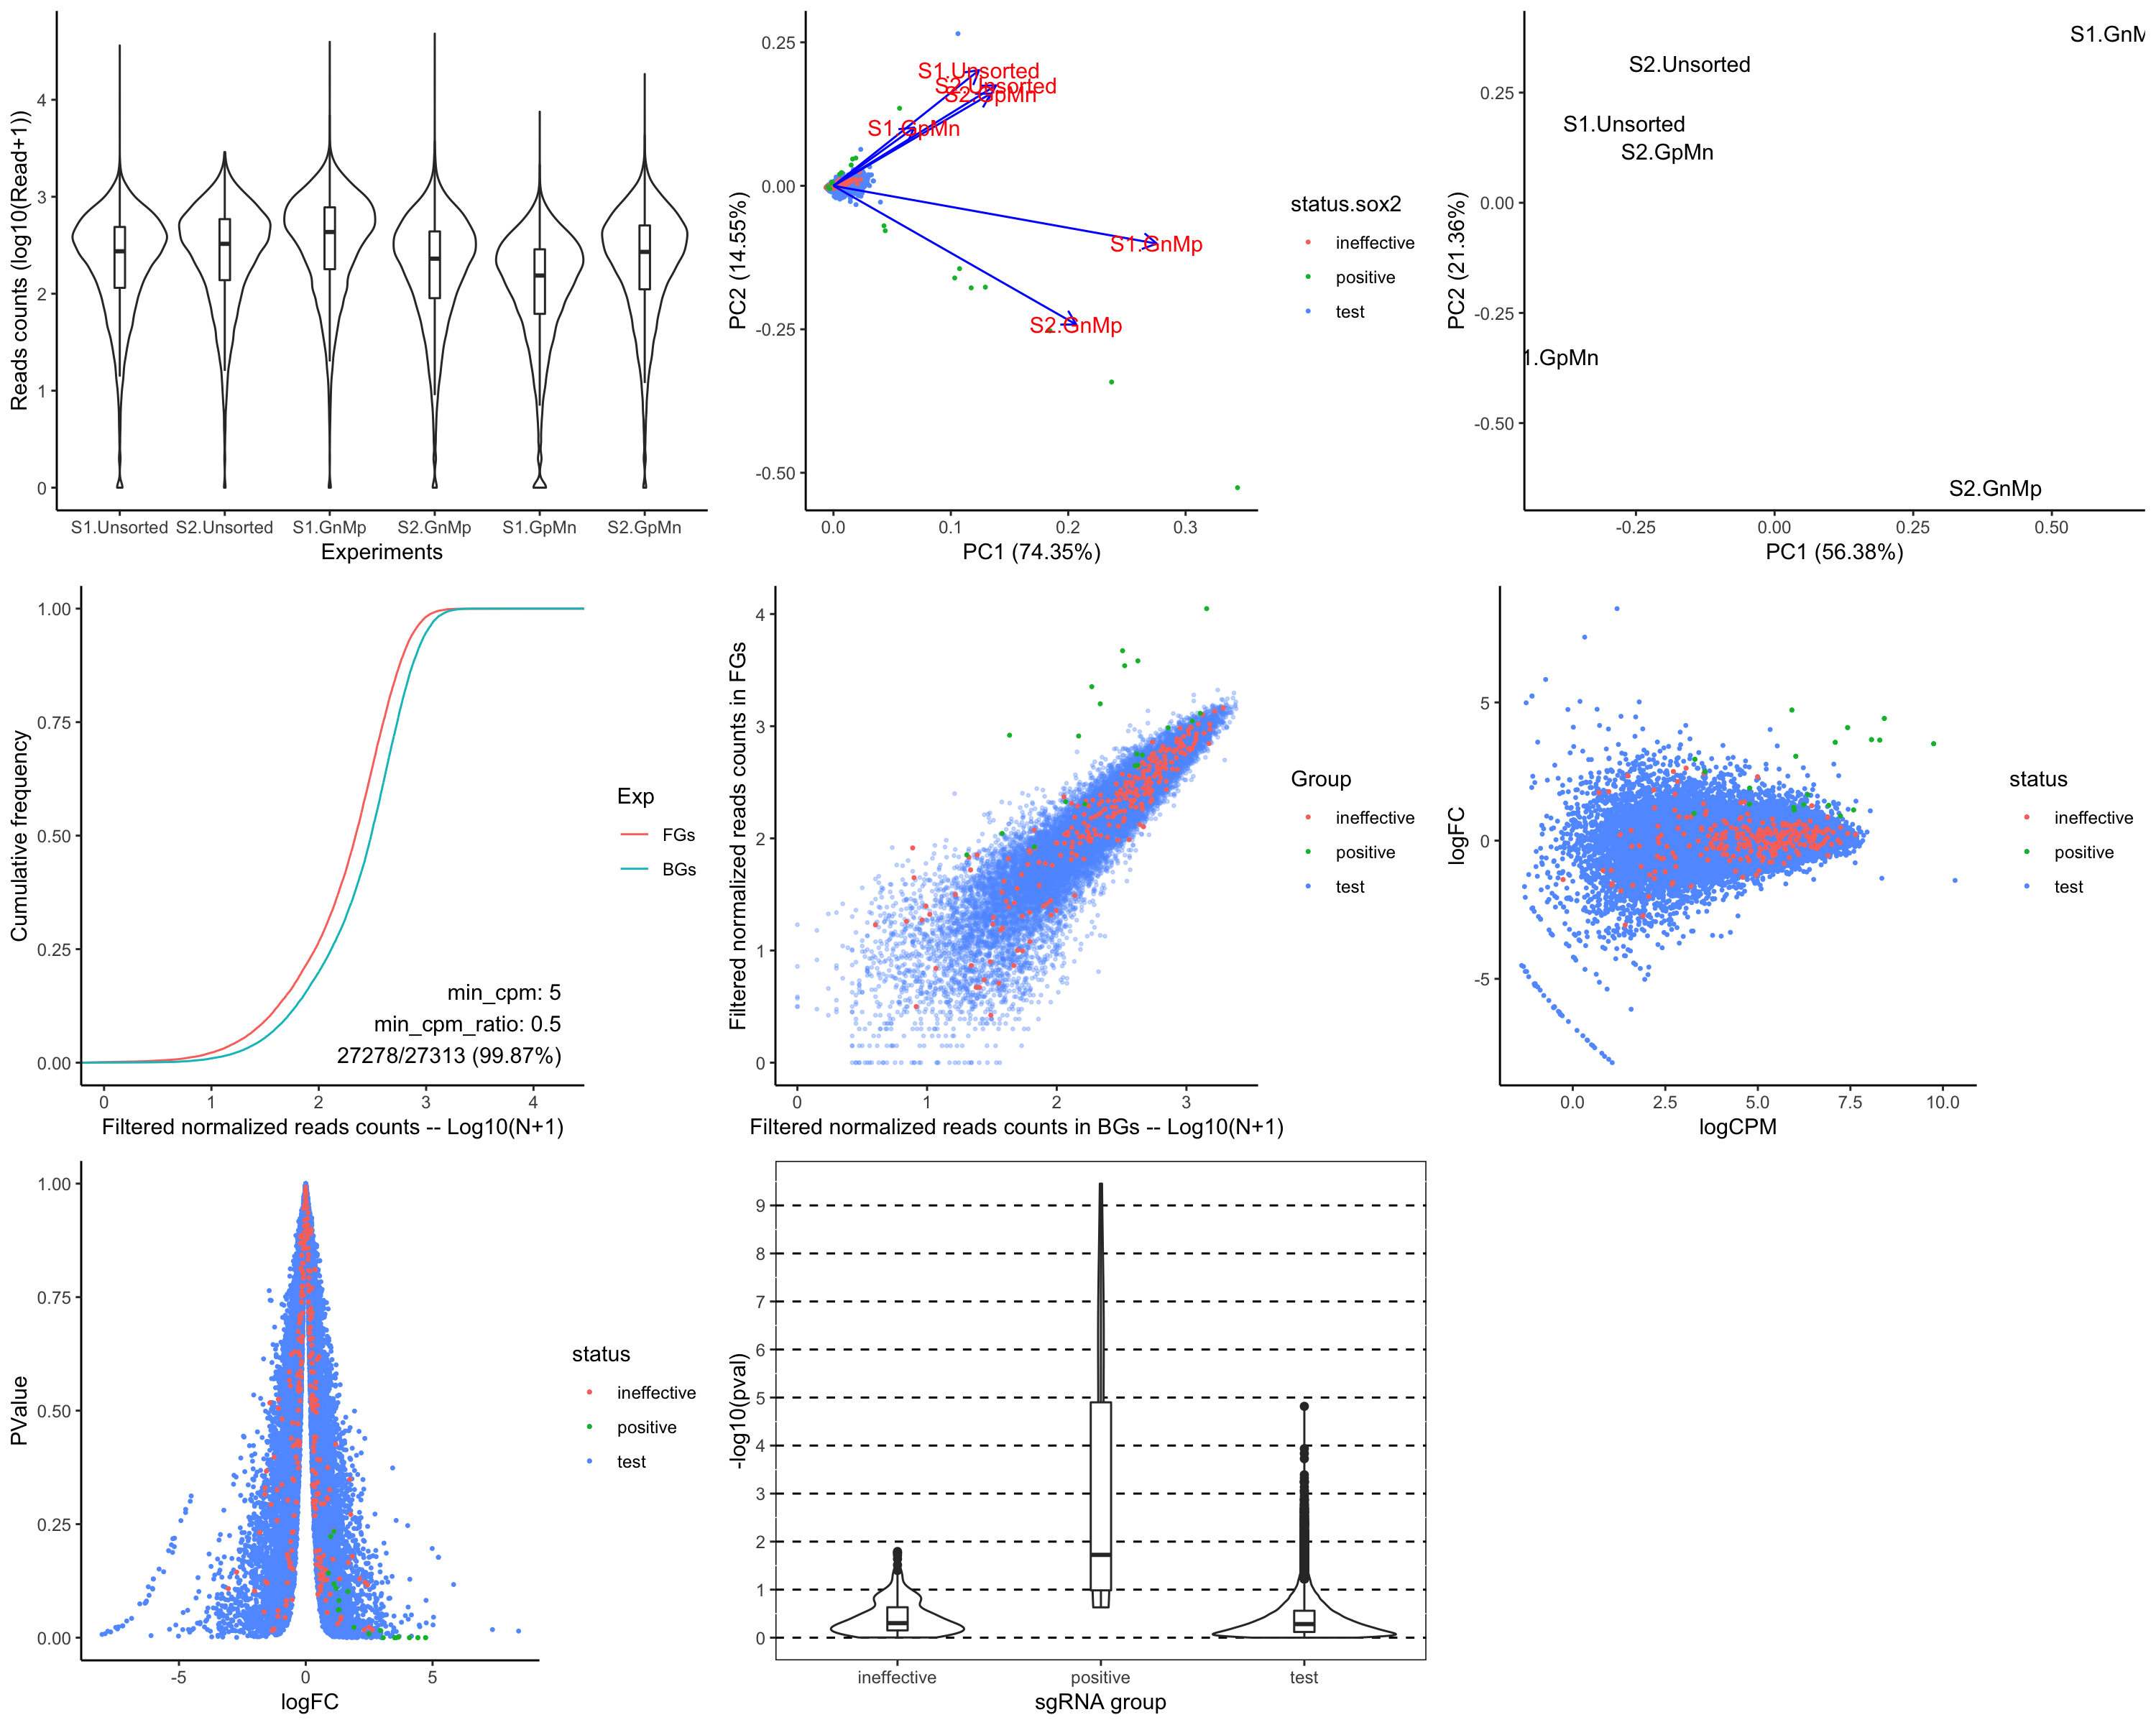 Reads counts (log10(Read+1))
4
3
2
1
0
S1.Unsorted
S2.Unsorted
S1.GnMp
S2.GnMp
S1.GpMn
S2.GpMn
Experiments
PC2 (14.55%)
0.25
0.00
-0.25
-0.50
S1.Unsorted
S2.Unsorted
S2.GpMn
S1.GpMn
S1.GnMp
S2.GnMp
0.0
0.1
0.2
0.3
PC1 (74.35%)
status.sox2
ineffective
positive
test
PC2 (21.36%)
0.25
0.00
-0.25
-0.50
S1.GnM
S2.Unsorted
S1.Unsorted
S2.GpMn
1.GpMn
S2.GnMp
-0.25
0.00
0.25
0.50
PC1 (56.38%)
Cumulative frequency
1.00
0.75
0.50
0.25
0.00
min_cpm: 5
min_cpm_ratio: 0.5
27278/27313 (99.87%)
0
1
2
3
4
Filtered normalized reads counts -- Log10(N+1)
Exp
FGs
BGs
Filtered normalized reads counts in FGs
4
3
2
1
0
0
1
2
3
Filtered normalized reads counts in BGs -- Log10(N+1)
Group
ineffective
positive
test
logFC
5
0
-5
0.0
2.5
5.0
7.5
10.0
logCPM
status
ineffective
positive
test
PValue
1.00
0.75
0.50
0.25
0.00
-5
0
5
logFC
status
ineffective
positive
test
-log10(pval)
9
8
7
6
5
4
3
2
1
0
ineffective
positive
test
sgRNA group